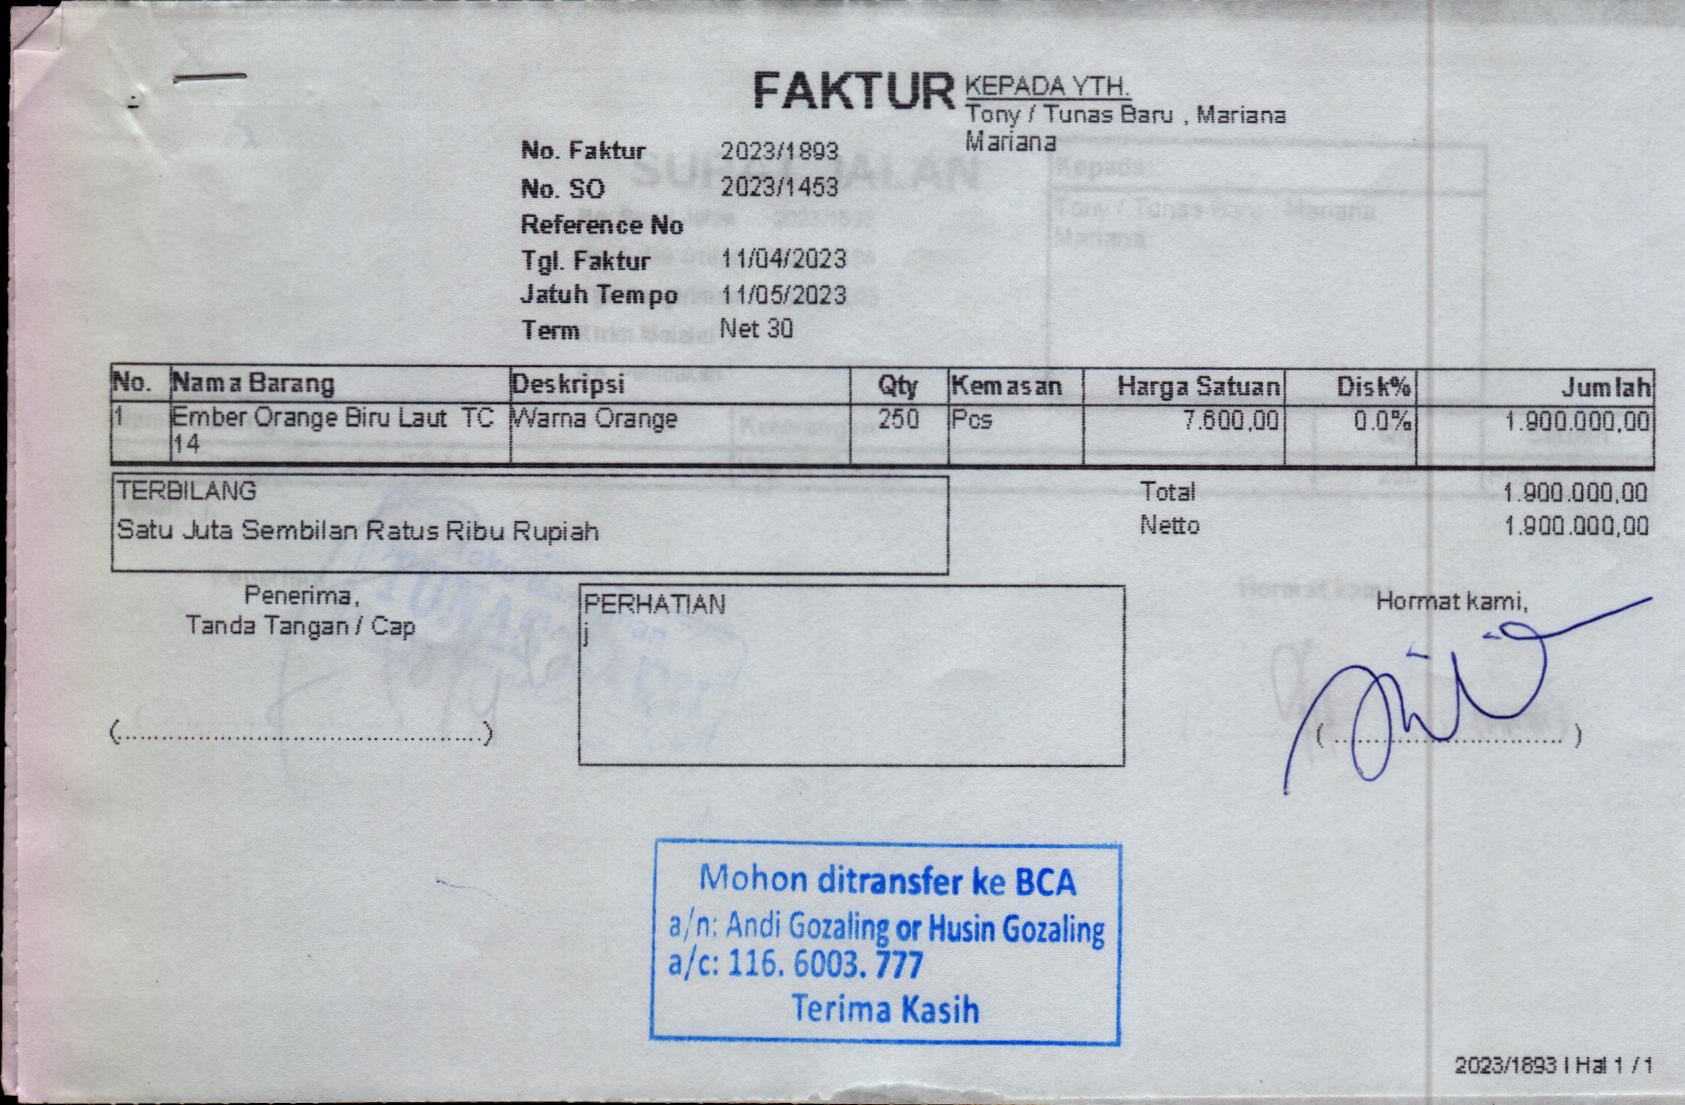 FAKTUR
KEPADA YTH.
Tony / Tunas Baru , Mariana
Mariana
No. Faktur 2023/1893
No. SO 2023/1453
Reference No
Tgl. Faktur 11/04/2023
Jatuh Tempo 11/05/2023
Term Net 30
No. Nama Barang Deskripsi Qty Kemasan Harga Satuan Disk% Jumlah
1 Ember Orange Biru Laut TC Warna Orange 250 Pcs 7.600,00 0.0% 1.900.000,00
14
TERBILANG
Satu Juta Sembilan Ratus Ribu Rupiah
Total 1.900.000,00
Netto 1.900.000,00
Penerima,
Tanda Tangan / Cap
PERHATIAN
j
Hormat kami,
(..................................................)
(..............................)
Mohon ditransfer ke BCA
a/n: Andi Gozaling or Husin Gozaling
a/c: 116. 6003. 777
Terima Kasih
2023/1893 I Hal 1 / 1